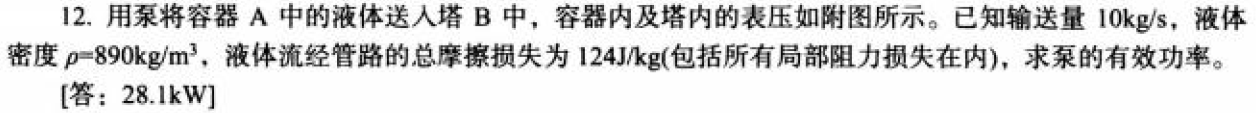 12. 用泵将容器 A 中的液体送入塔 B 中，容器内及塔内的表压如附图所示。已知输送量 10kg/s，液体
密度 ρ=890kg/m³，液体流经管路的总摩擦损失为 124J/kg(包括所有局部阻力损失在内)，求泵的有效功率。
[答：28.1kW]